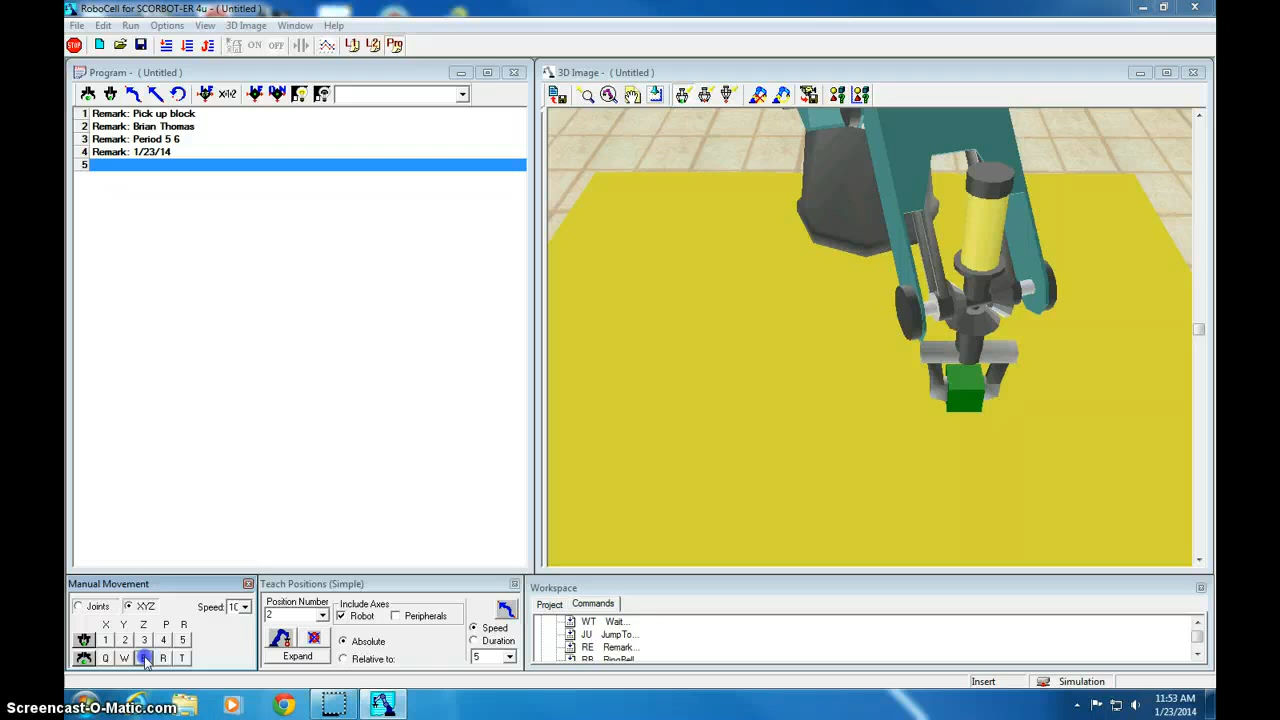 RoboCell for SCORBOT-ER 4u - ( Untitled )
File Edit Run Options View 3D Image Window Help
STOP ON OFF L1 L2 Prg
Program - ( Untitled )
3D Image - ( Untitled )
1 Remark: Pick up block
2 Remark: Brian Thomas
3 Remark: Period 5 6
4 Remark: 1/23/14
5
Manual Movement
Joints XYZ Speed: 10
X Y Z P R
1 2 3 4 5
Q W E R T
Teach Positions (Simple)
Position Number
2
Include Axes
Robot Peripherals
Absolute
Expand
Relative to:
Speed
Duration
5
Workspace
Project Commands
WT Wait...
JU JumpTo...
RE Remark...
RB RingBell
Insert Simulation
Screencast-O-Matic.com
11:53 AM
1/23/2014